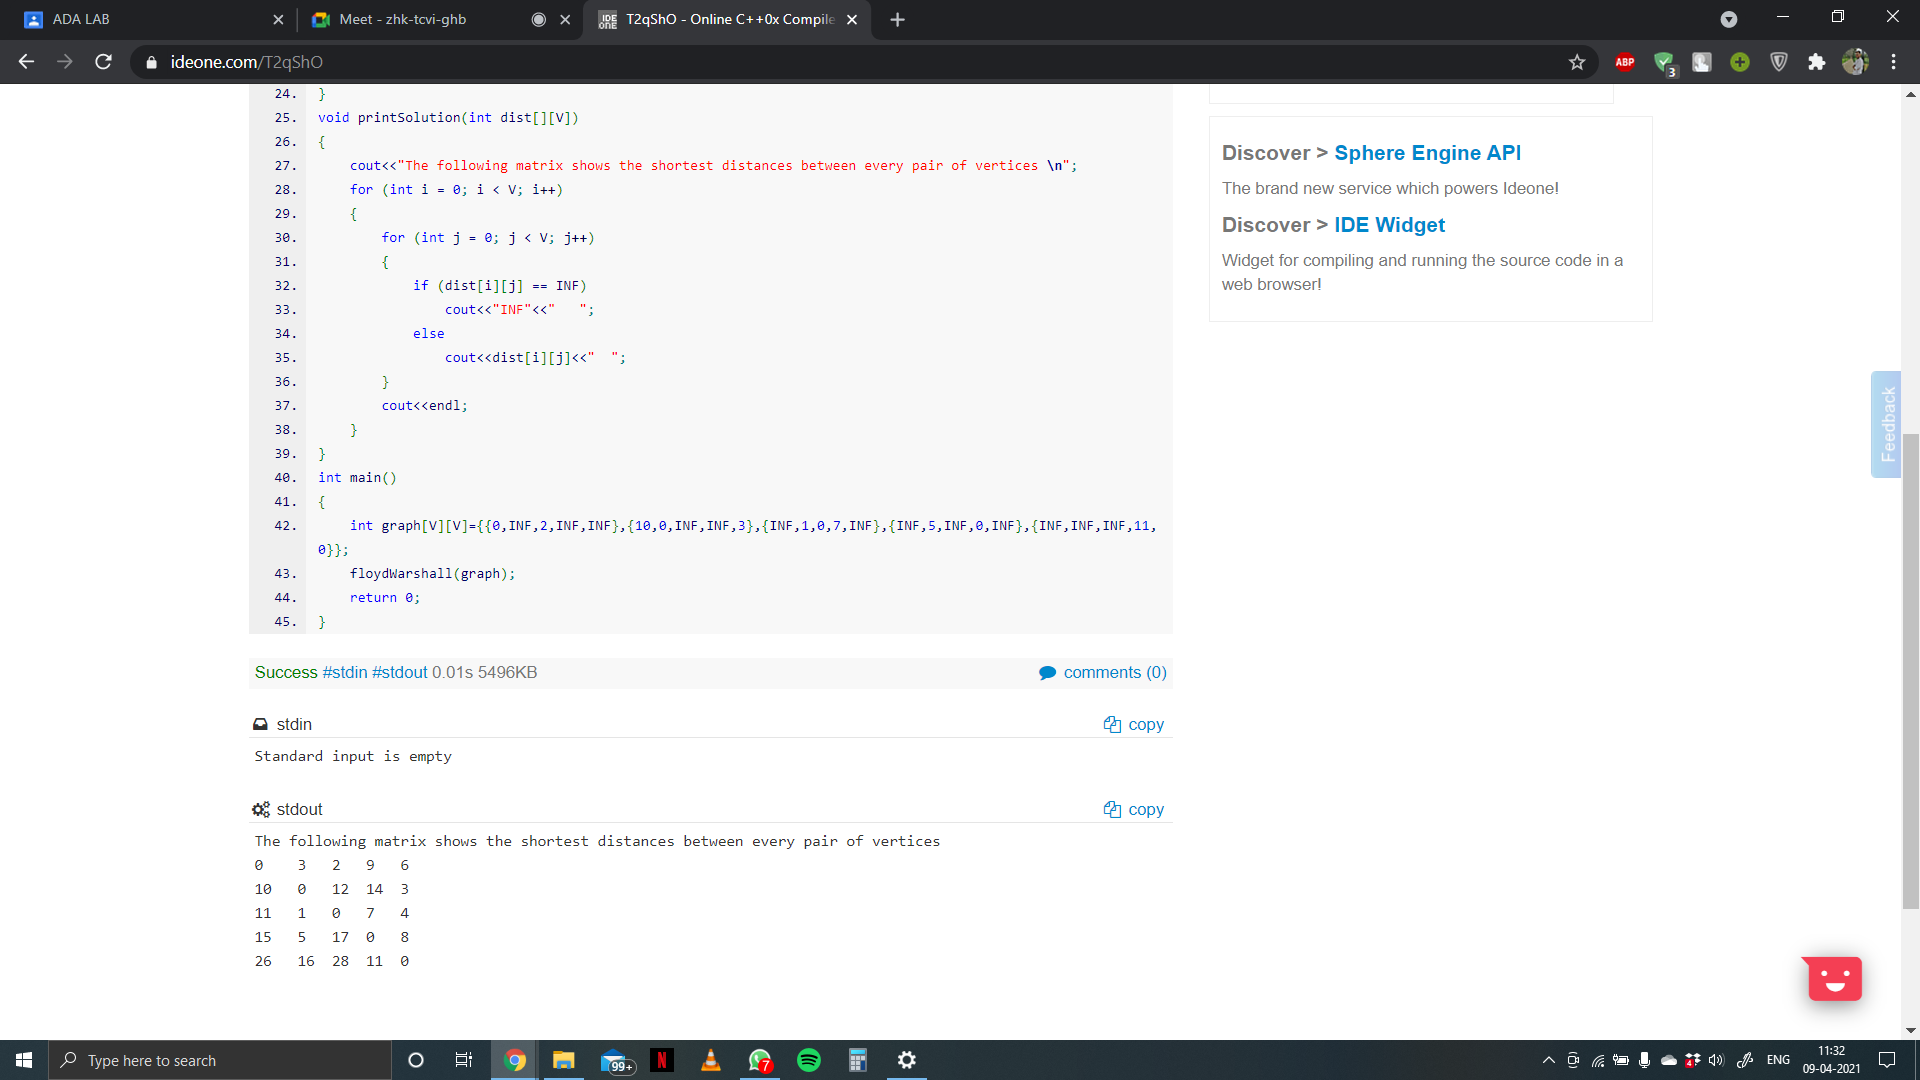 ADA LAB
Meet - zhk-tcvi-ghb
IDE ONE T2qShO - Online C++0x Compile
ideone.com/T2qShO
ABP
3
24. }
25. void printSolution(int dist[][V])
26. {
27. cout<<"The following matrix shows the shortest distances between every pair of vertices \n";
28. for (int i = 0; i < V; i++)
29. {
30. for (int j = 0; j < V; j++)
31. {
32. if (dist[i][j] == INF)
33. cout<<"INF"<<"   ";
34. else
35. cout<<dist[i][j]<<"  ";
36. }
37. cout<<endl;
38. }
39. }
40. int main()
41. {
42. int graph[V][V]={{0,INF,2,INF,INF},{10,0,INF,INF,3},{INF,1,0,7,INF},{INF,5,INF,0,INF},{INF,INF,INF,11,
0}};
43. floydWarshall(graph);
44. return 0;
45. }
Success #stdin #stdout 0.01s 5496KB
comments (0)
stdin
copy
Standard input is empty
stdout
copy
The following matrix shows the shortest distances between every pair of vertices
0 3 2 9 6
10 0 12 14 3
11 1 0 7 4
15 5 17 0 8
26 16 28 11 0
Discover > Sphere Engine API
The brand new service which powers Ideone!
Discover > IDE Widget
Widget for compiling and running the source code in a
web browser!
Feedback
Type here to search
99+
N
7
4
ENG
11:32
09-04-2021